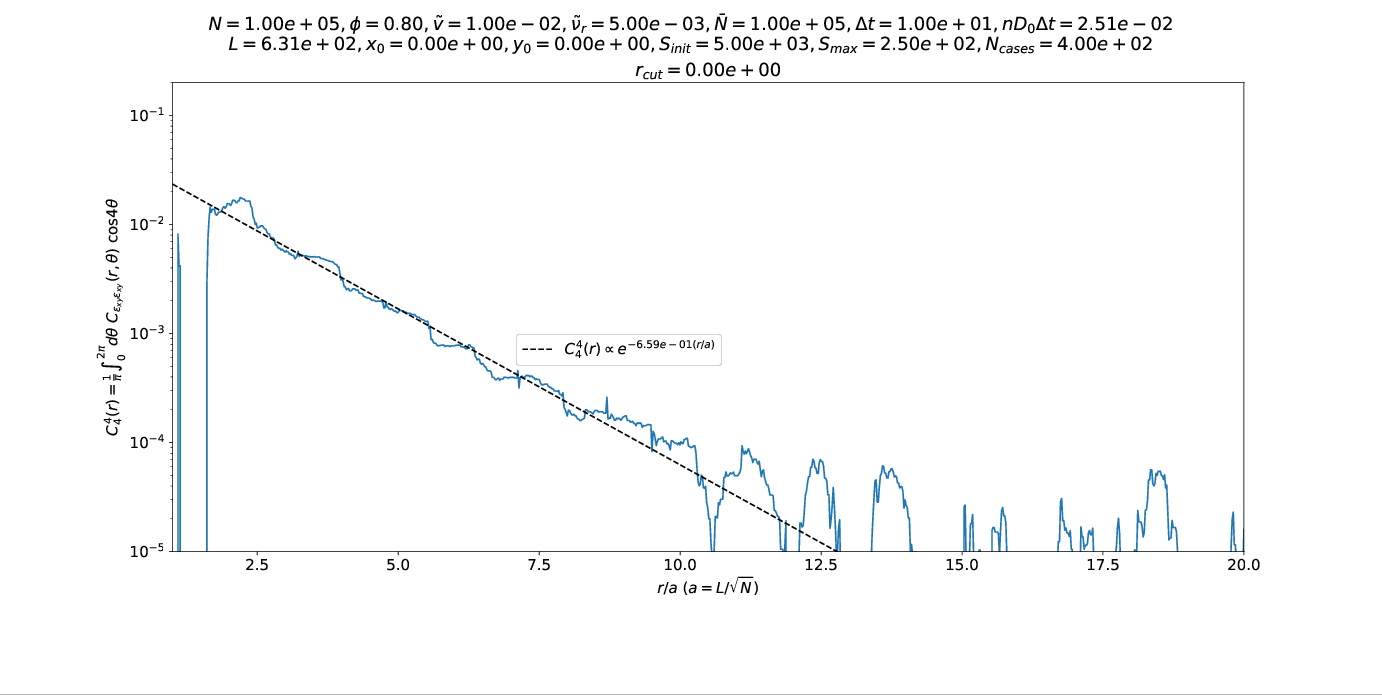 N = 1.00e + 05, ϕ = 0.80, ṽ = 1.00e − 02, ν̃_r = 5.00e − 03, N̄ = 1.00e + 05, Δt = 1.00e + 01, nD_0Δt = 2.51e − 02
L = 6.31e + 02, x_0 = 0.00e + 00, y_0 = 0.00e + 00, S_init = 5.00e + 03, S_max = 2.50e + 02, N_cases = 4.00e + 02
r_cut = 0.00e + 00
10^−1
10^−2
10^−3
10^−4
10^−5
C_4^4(r) = 1/π ∫_0^2π dθ C_ε_xyε_xy(r, θ) cos4θ
C_4^4(r) ∝ e^−6.59e − 01(r/a)
2.5 5.0 7.5 10.0 12.5 15.0 17.5 20.0
r/a (a = L/√N)